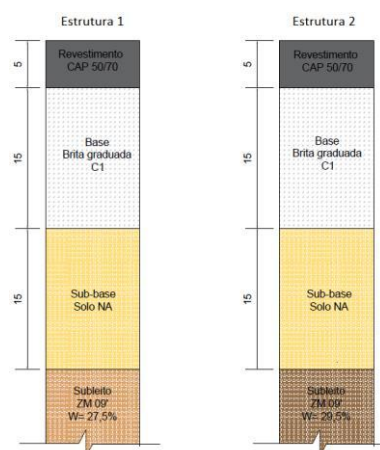 Estrutura 1
5
Revestimento
CAP 50/70
15
Base
Brita graduada
C1
15
Sub-base
Solo NA
Subleito
ZM 09'
W= 27,5%
Estrutura 2
5
Revestimento
CAP 50/70
15
Base
Brita graduada
C1
15
Sub-base
Solo NA
Subleito
ZM 09'
W= 29,5%